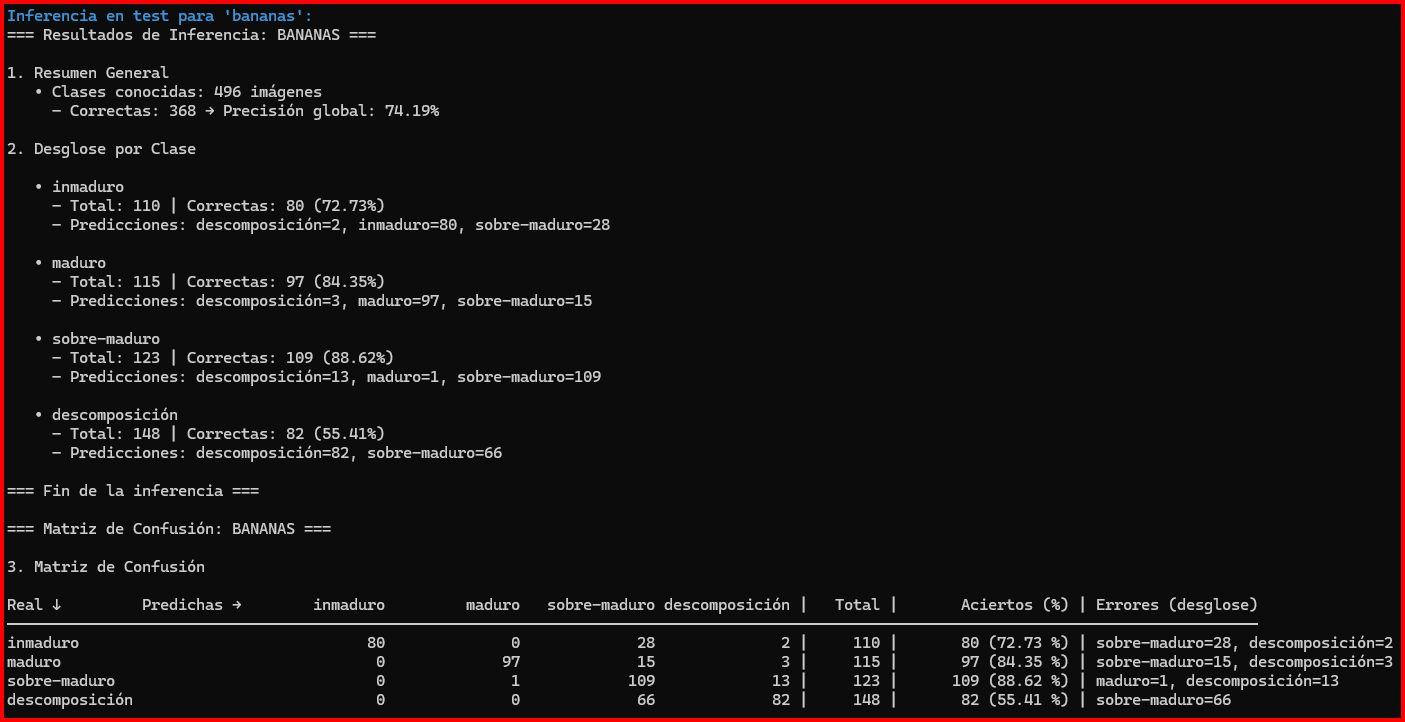 Inferencia en test para 'bananas':
=== Resultados de Inferencia: BANANAS ===
1. Resumen General
• Clases conocidas: 496 imágenes
– Correctas: 368 → Precisión global: 74.19%
2. Desglose por Clase
• inmaduro
– Total: 110 | Correctas: 80 (72.73%)
– Predicciones: descomposición=2, inmaduro=80, sobre-maduro=28
• maduro
– Total: 115 | Correctas: 97 (84.35%)
– Predicciones: descomposición=3, maduro=97, sobre-maduro=15
• sobre-maduro
– Total: 123 | Correctas: 109 (88.62%)
– Predicciones: descomposición=13, maduro=1, sobre-maduro=109
• descomposición
– Total: 148 | Correctas: 82 (55.41%)
– Predicciones: descomposición=82, sobre-maduro=66
=== Fin de la inferencia ===
=== Matriz de Confusión: BANANAS ===
3. Matriz de Confusión
Real ↓ Predichas → inmaduro maduro sobre-maduro descomposición | Total | Aciertos (%) | Errores (desglose)
inmaduro 80 0 28 2 | 110 | 80 (72.73 %) | sobre-maduro=28, descomposición=2
maduro 0 97 15 3 | 115 | 97 (84.35 %) | sobre-maduro=15, descomposición=3
sobre-maduro 0 1 109 13 | 123 | 109 (88.62 %) | maduro=1, descomposición=13
descomposición 0 0 66 82 | 148 | 82 (55.41 %) | sobre-maduro=66